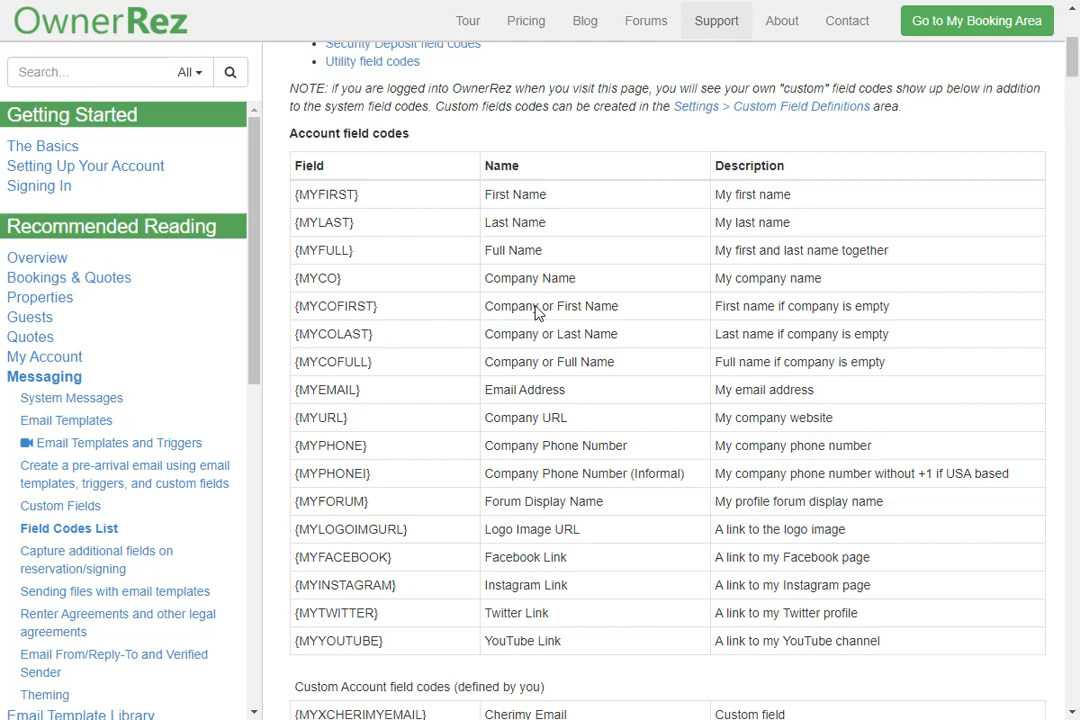 OwnerRez
Tour
Pricing
Blog
Forums
Support
About
Contact
Go to My Booking Area
Search...
All
Getting Started
The Basics
Setting Up Your Account
Signing In
Recommended Reading
Overview
Bookings & Quotes
Properties
Guests
Quotes
My Account
Messaging
System Messages
Email Templates
Email Templates and Triggers
Create a pre-arrival email using email
templates, triggers, and custom fields
Custom Fields
Field Codes List
Capture additional fields on
reservation/signing
Sending files with email templates
Renter Agreements and other legal
agreements
Email From/Reply-To and Verified
Sender
Theming
Email Template Library
Security Deposit field codes
Utility field codes
NOTE: if you are logged into OwnerRez when you visit this page, you will see your own "custom" field codes show up below in addition
to the system field codes. Custom fields codes can be created in the Settings > Custom Field Definitions area.
Account field codes
Field Name Description
{MYFIRST} First Name My first name
{MYLAST} Last Name My last name
{MYFULL} Full Name My first and last name together
{MYCO} Company Name My company name
{MYCOFIRST} Company or First Name First name if company is empty
{MYCOLAST} Company or Last Name Last name if company is empty
{MYCOFULL} Company or Full Name Full name if company is empty
{MYEMAIL} Email Address My email address
{MYURL} Company URL My company website
{MYPHONE} Company Phone Number My company phone number
{MYPHONEI} Company Phone Number (Informal) My company phone number without +1 if USA based
{MYFORUM} Forum Display Name My profile forum display name
{MYLOGOIMGURL} Logo Image URL A link to the logo image
{MYFACEBOOK} Facebook Link A link to my Facebook page
{MYINSTAGRAM} Instagram Link A link to my Instagram page
{MYTWITTER} Twitter Link A link to my Twitter profile
{MYYOUTUBE} YouTube Link A link to my YouTube channel
Custom Account field codes (defined by you)
{MYXCHERIMYEMAIL} Cherimy Email Custom field